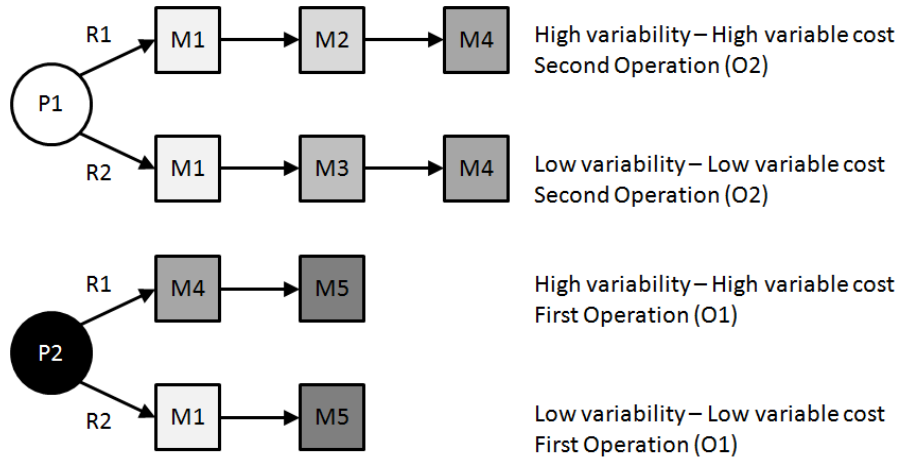 R1
M1
M2
M4
High variability – High variable cost
Second Operation (O2)
P1
R2
M1
M3
M4
Low variability – Low variable cost
Second Operation (O2)
R1
M4
M5
High variability – High variable cost
First Operation (O1)
P2
R2
M1
M5
Low variability – Low variable cost
First Operation (O1)